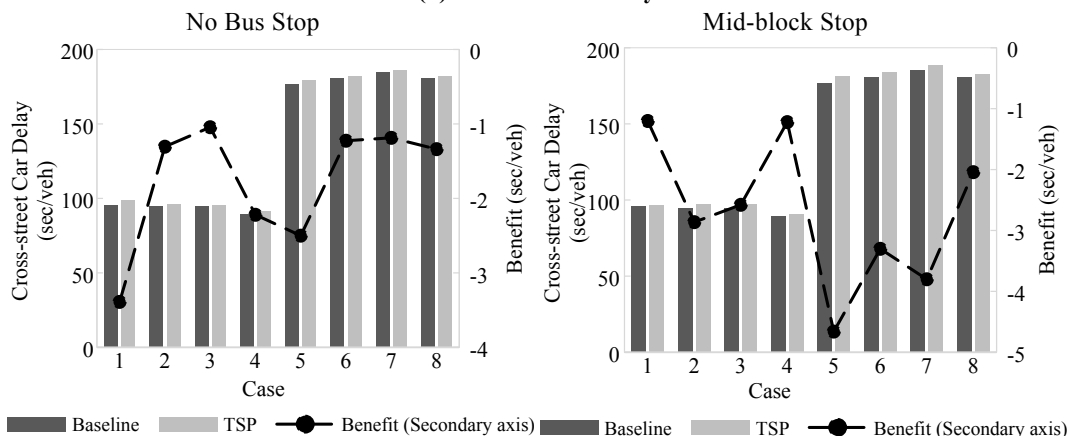 No Bus Stop
Cross-street Car Delay
(sec/veh)
200
150
100
50
0
0
-1
-2
-3
-4
Benefit (sec/veh)
1 2 3 4 5 6 7 8
Case
Baseline TSP Benefit (Secondary axis)
Mid-block Stop
Cross-street Car Delay
(sec/veh)
200
150
100
50
0
0
-1
-2
-3
-4
-5
Benefit (sec/veh)
1 2 3 4 5 6 7 8
Case
Baseline TSP Benefit (Secondary axis)